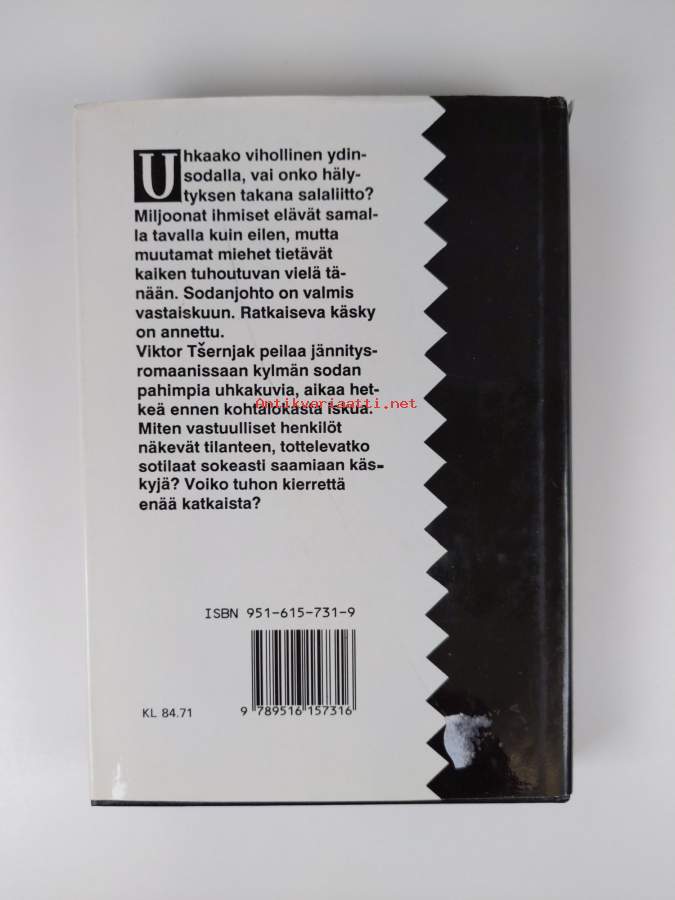 Uhkaako vihollinen ydin-
sodalla, vai onko häly-
tyksen takana salaliitto?
Miljoonat ihmiset elävät samal-
la tavalla kuin eilen, mutta
muutamat miehet tietävät
kaiken tuhoutuvan vielä tä-
nään. Sodanjohto on valmis
vastaiskuun. Ratkaiseva käsky
on annettu.
Viktor Tšernjak peilaa jännitys-
romaanissaan kylmän sodan
pahimpia uhkakuvia, aikaa het-
keä ennen kohtalokasta iskua.
Antikvariaatti.net
Miten vastuulliset henkilöt
näkevät tilanteen, tottelevatko
sotilaat sokeasti saamiaan käs-
kyjä? Voiko tuhon kierrettä
enää katkaista?
ISBN 951-615-731-9
KL 84.71
9 789516 157316